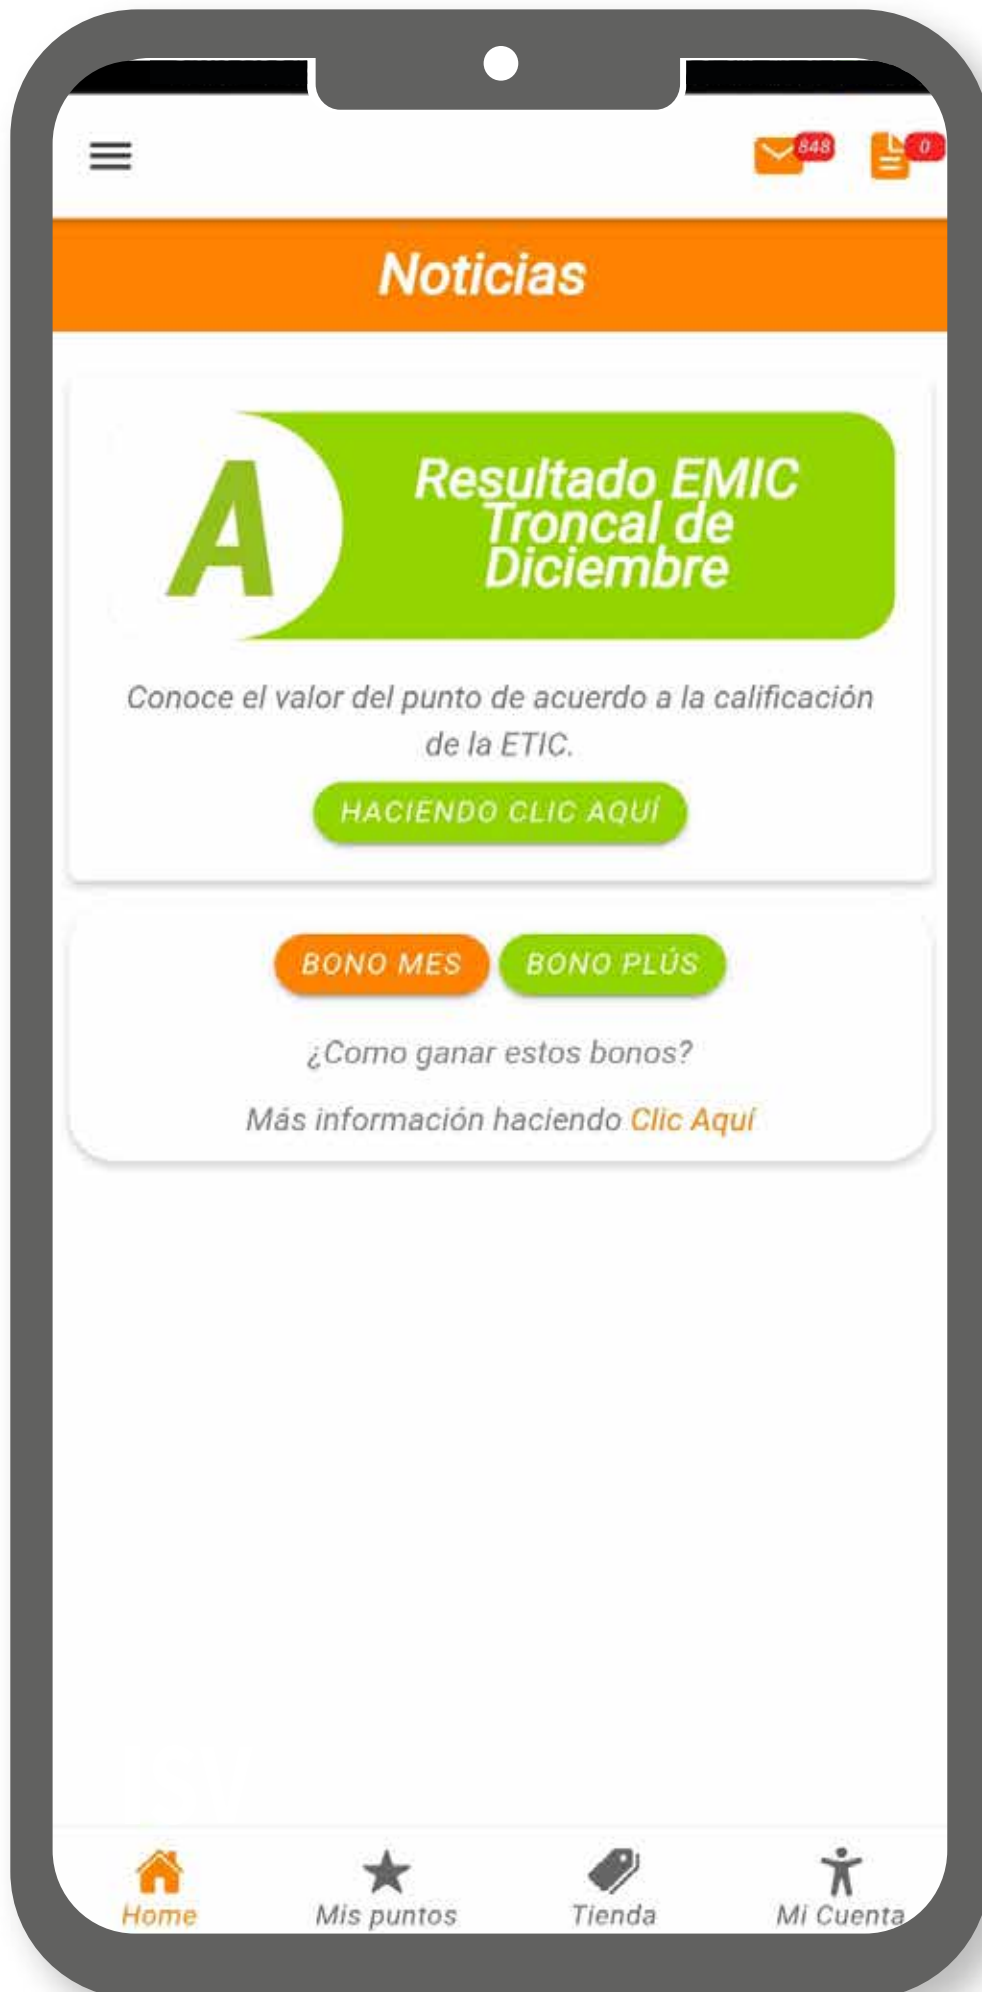 848
0
Noticias
A
Resultado EMIC
Troncal de
Diciembre
Conoce el valor del punto de acuerdo a la calificación
de la ETIC.
HACIENDO CLIC AQUÍ
BONO MES
BONO PLÚS
¿Como ganar estos bonos?
Más información haciendo Clic Aquí
Home
Mis puntos
Tienda
Mi Cuenta